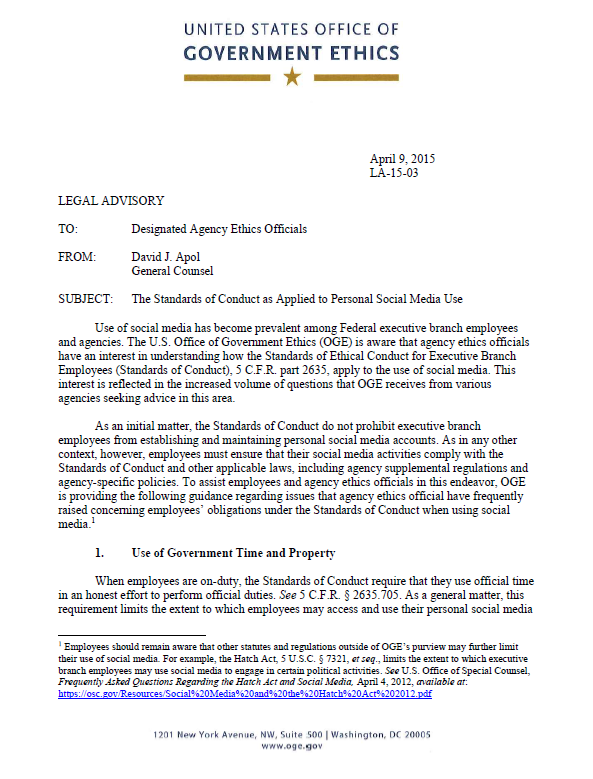 UNITED STATES OFFICE OF
GOVERNMENT ETHICS
April 9, 2015
LA-15-03
LEGAL ADVISORY
TO: Designated Agency Ethics Officials
FROM: David J. Apol
General Counsel
SUBJECT: The Standards of Conduct as Applied to Personal Social Media Use
Use of social media has become prevalent among Federal executive branch employees
and agencies. The U.S. Office of Government Ethics (OGE) is aware that agency ethics officials
have an interest in understanding how the Standards of Ethical Conduct for Executive Branch
Employees (Standards of Conduct), 5 C.F.R. part 2635, apply to the use of social media. This
interest is reflected in the increased volume of questions that OGE receives from various
agencies seeking advice in this area.
As an initial matter, the Standards of Conduct do not prohibit executive branch
employees from establishing and maintaining personal social media accounts. As in any other
context, however, employees must ensure that their social media activities comply with the
Standards of Conduct and other applicable laws, including agency supplemental regulations and
agency-specific policies. To assist employees and agency ethics officials in this endeavor, OGE
is providing the following guidance regarding issues that agency ethics official have frequently
raised concerning employees’ obligations under the Standards of Conduct when using social
media.1
1. Use of Government Time and Property
When employees are on-duty, the Standards of Conduct require that they use official time
in an honest effort to perform official duties. See 5 C.F.R. § 2635.705. As a general matter, this
requirement limits the extent to which employees may access and use their personal social media
1 Employees should remain aware that other statutes and regulations outside of OGE’s purview may further limit
their use of social media. For example, the Hatch Act, 5 U.S.C. § 7321, et seq., limits the extent to which executive
branch employees may use social media to engage in certain political activities. See U.S. Office of Special Counsel,
Frequently Asked Questions Regarding the Hatch Act and Social Media, April 4, 2012, available at:
https://osc.gov/Resources/Social%20Media%20and%20the%20Hatch%20Act%202012.pdf
1201 New York Avenue, NW, Suite 500 | Washington, DC 20005
www.oge.gov